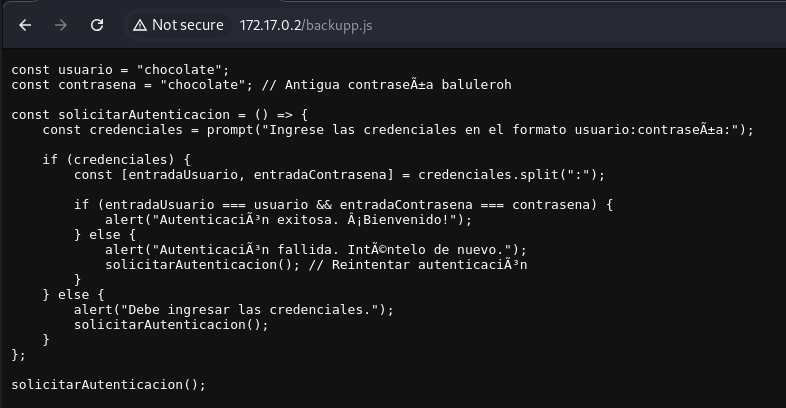 Not secure 172.17.0.2/backupp.js
const usuario = "chocolate";
const contrasena = "chocolate"; // Antigua contraseÃ±a baluleroh
const solicitarAutenticacion = () => {
    const credenciales = prompt("Ingrese las credenciales en el formato usuario:contraseÃ±a:");
    if (credenciales) {
        const [entradaUsuario, entradaContrasena] = credenciales.split(":");
        if (entradaUsuario === usuario && entradaContrasena === contrasena) {
            alert("AutenticaciÃ³n exitosa. Â¡Bienvenido!");
        } else {
            alert("AutenticaciÃ³n fallida. IntÃ©ntelo de nuevo.");
            solicitarAutenticacion(); // Reintentar autenticaciÃ³n
        }
    } else {
        alert("Debe ingresar las credenciales.");
        solicitarAutenticacion();
    }
};
solicitarAutenticacion();